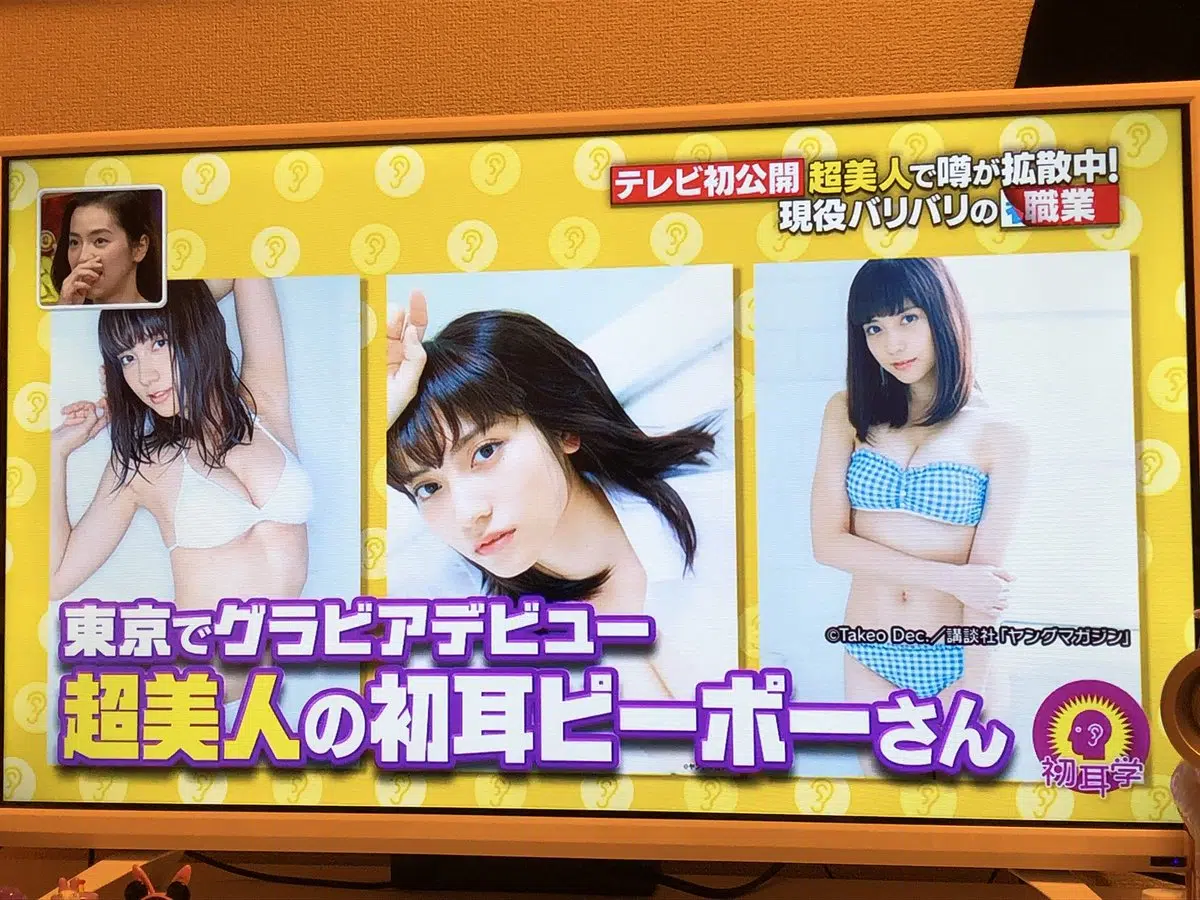 テレビ初公開 超美人で噂が拡散中!
現役バリバリの職業
©Takeo Dec.／講談社『ヤングマガジン』
東京でグラビアデビュー
超美人の初耳ピーポーさん
初耳学